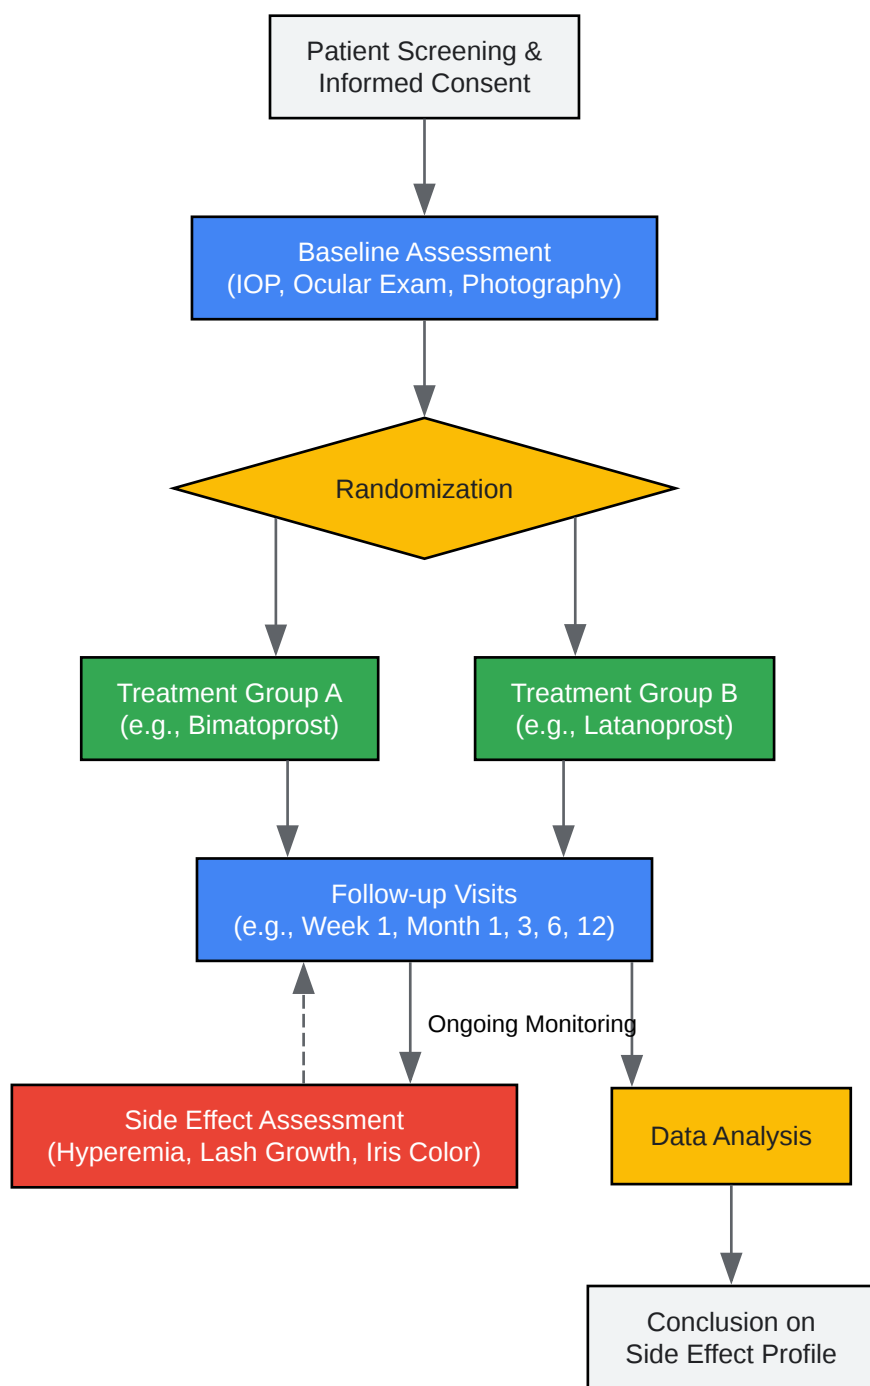 Patient Screening &
Informed Consent
Baseline Assessment
(IOP, Ocular Exam, Photography)
Randomization
Treatment Group A
(e.g., Bimatoprost)
Treatment Group B
(e.g., Latanoprost)
Follow-up Visits
(e.g., Week 1, Month 1, 3, 6, 12)
Ongoing Monitoring
Side Effect Assessment
(Hyperemia, Lash Growth, Iris Color)
Data Analysis
Conclusion on
Side Effect Profile